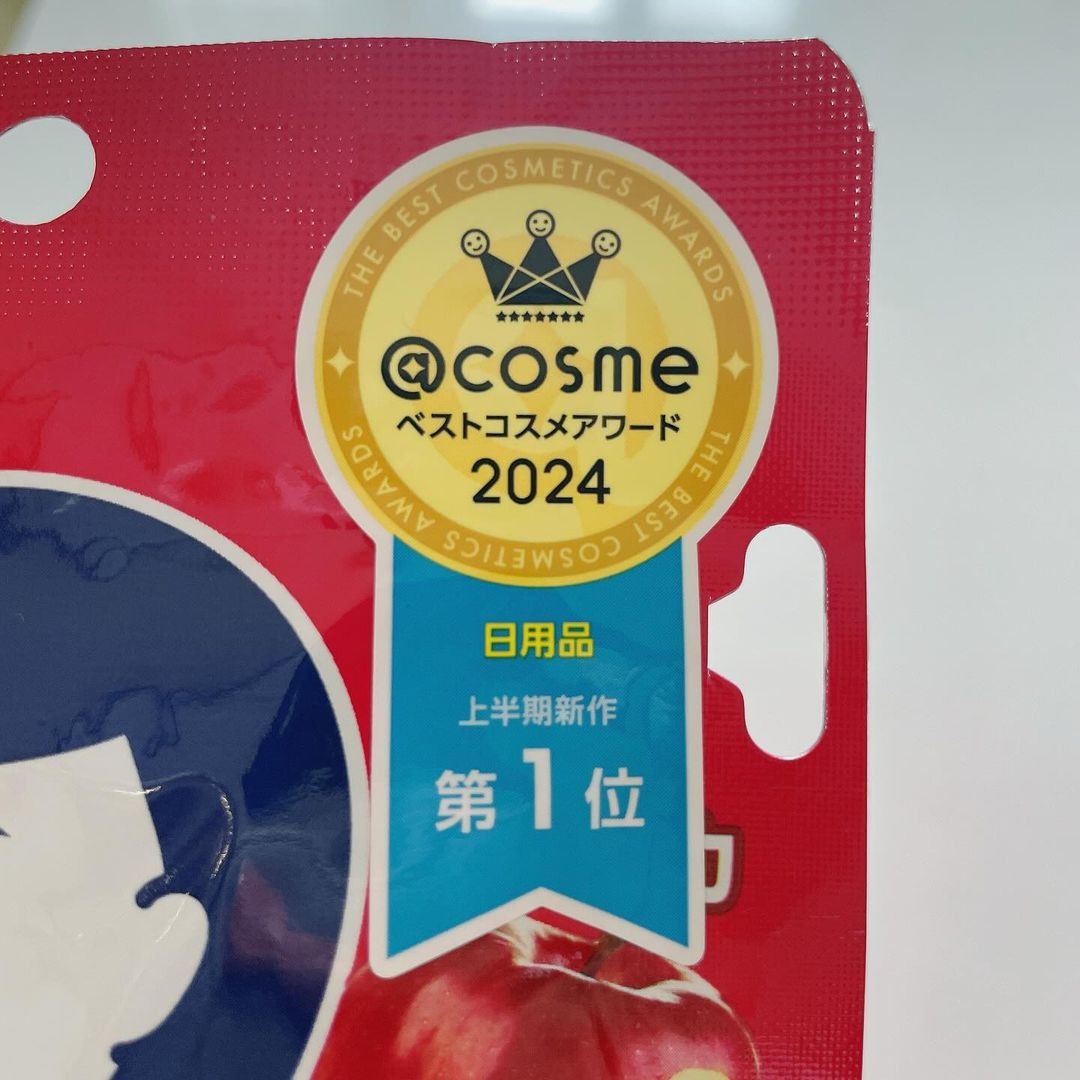 THE BEST COSMETICS AWARDS
@cosme
ベストコスメアワード
2024
THE BEST COSMETICS AWARDS
日用品
上半期新作
第1位